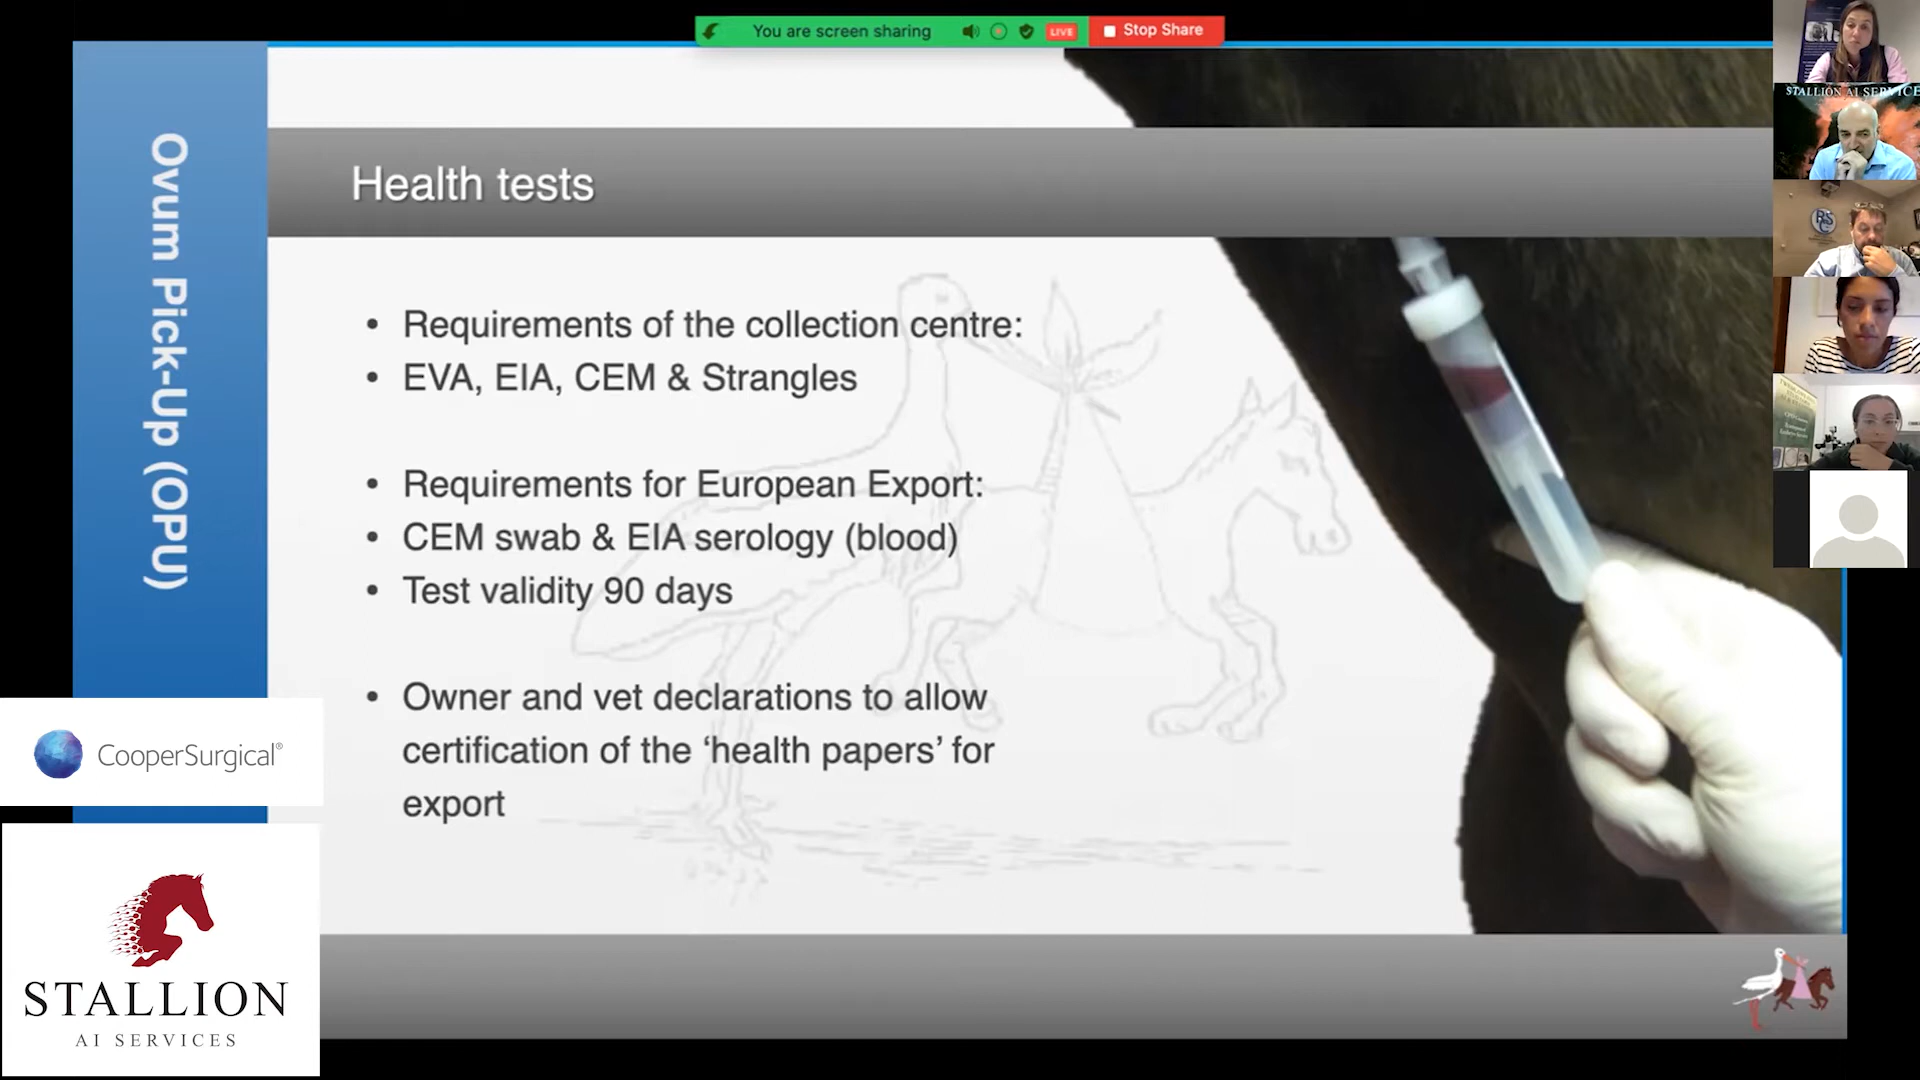 You are screen sharing
LIVE
Stop Share
Ovum Pick-Up (OPU)
Health tests
• Requirements of the collection centre:
• EVA, EIA, CEM & Strangles
• Requirements for European Export:
• CEM swab & EIA serology (blood)
• Test validity 90 days
• Owner and vet declarations to allow
certification of the ‘health papers’ for
export
CooperSurgical®
STALLION
AI SERVICES
STALLION AI SERVICE